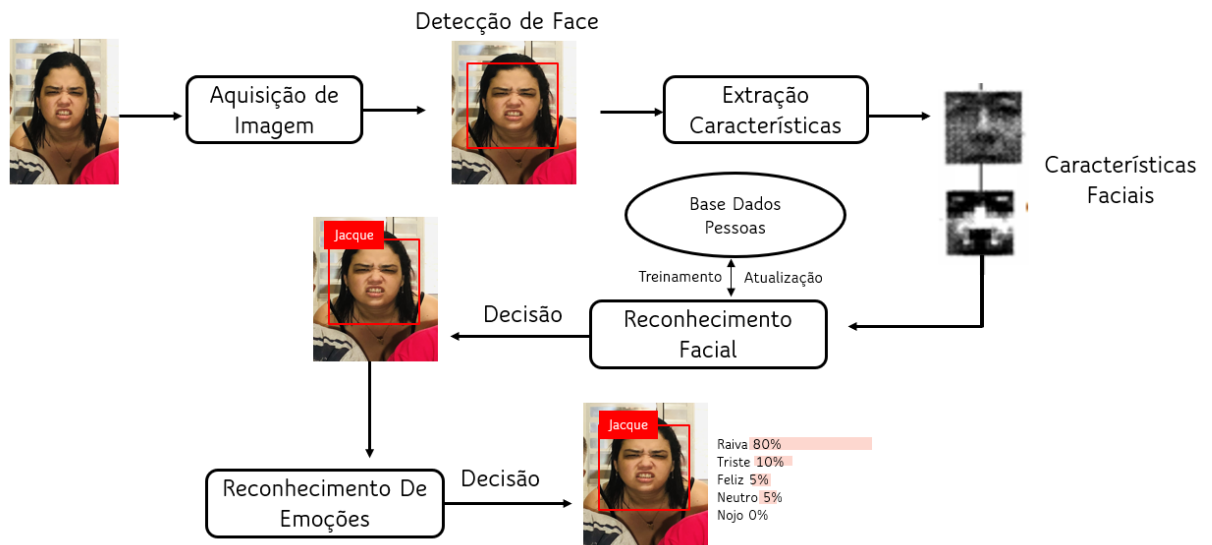 Detecção de Face
Aquisição de
Imagem
Extração
Características
Características
Faciais
Base Dados
Pessoas
Treinamento
Atualização
Jacque
Decisão
Reconhecimento
Facial
Reconhecimento De
Emoções
Decisão
Jacque
Raiva 80%
Triste 10%
Feliz 5%
Neutro 5%
Nojo 0%